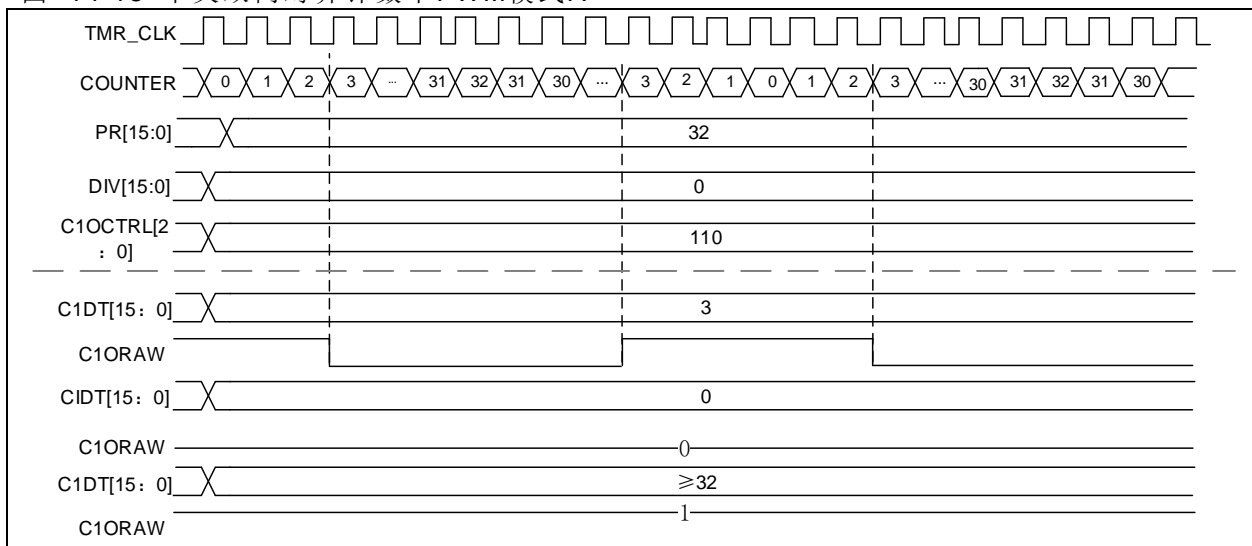 TMR_CLK
COUNTER 0 1 2 3 ... 31 32 31 30 ... 3 2 1 0 1 2 3 ... 30 31 32 31 30
PR[15:0] 32
DIV[15:0] 0
C1OCTRL[2
：0] 110
C1DT[15：0] 3
C1ORAW
CIDT[15：0] 0
C1ORAW 0
C1DT[15：0] ≥32
C1ORAW 1